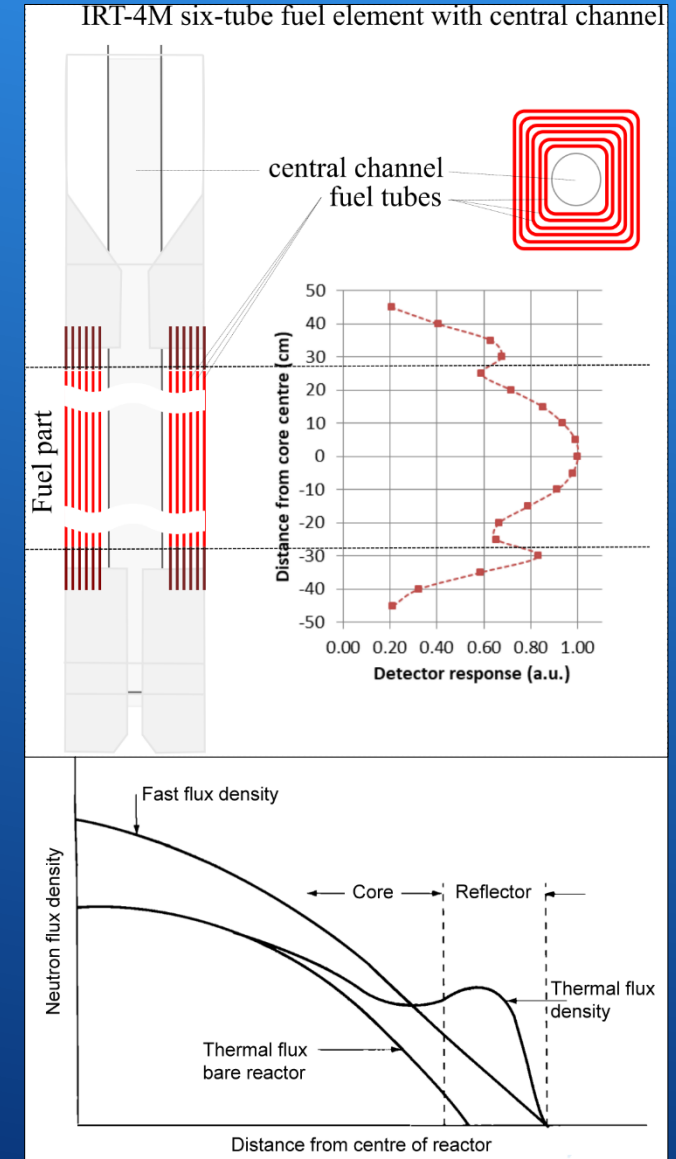 IRT-4M six-tube fuel element with central channel
central channel
fuel tubes
Fuel part
Distance from core centre (cm)
50
40
30
20
10
0
-10
-20
-30
-40
-50
0.00 0.20 0.40 0.60 0.80 1.00
Detector response (a.u.)
Fast flux density
Neutron flux density
Core
Reflector
Thermal flux
density
Thermal flux
bare reactor
Distance from centre of reactor